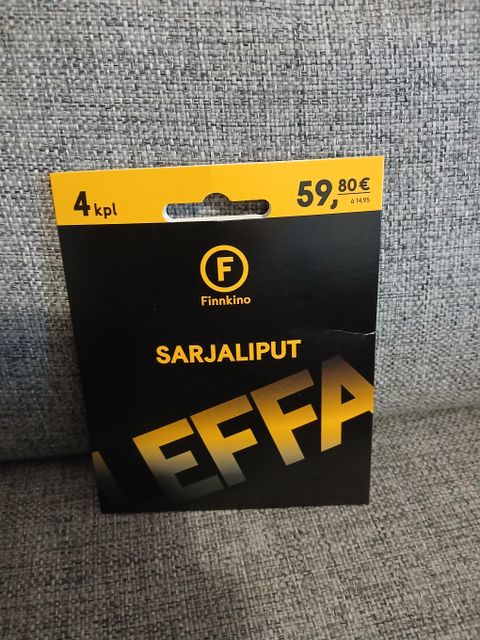 4 kpl
59,80€
à 14,95
F
Finnkino
SARJALIPUT
LEFFA